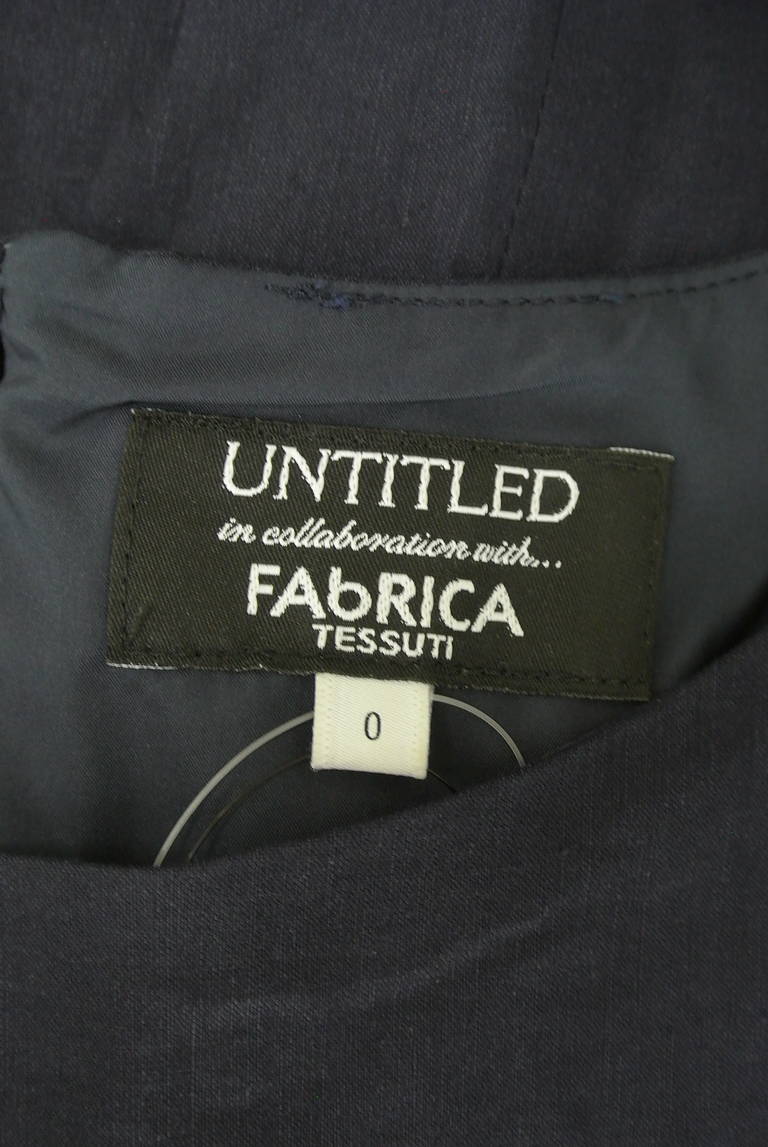 UNTITLED
in collaboration with...
FAbRICA
TESSUTI
0